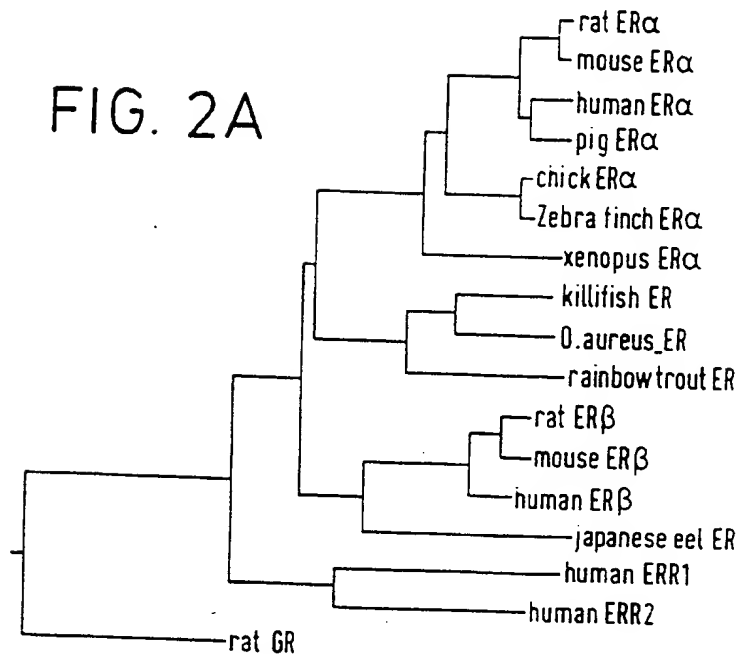 FIG. 2A
rat ERα
mouse ERα
human ERα
pig ERα
chick ERα
Zebra finch ERα
xenopus ERα
killifish ER
O.aureus_ER
rainbow trout ER
rat ERβ
mouse ERβ
human ERβ
japanese eel ER
human ERR1
human ERR2
rat GR